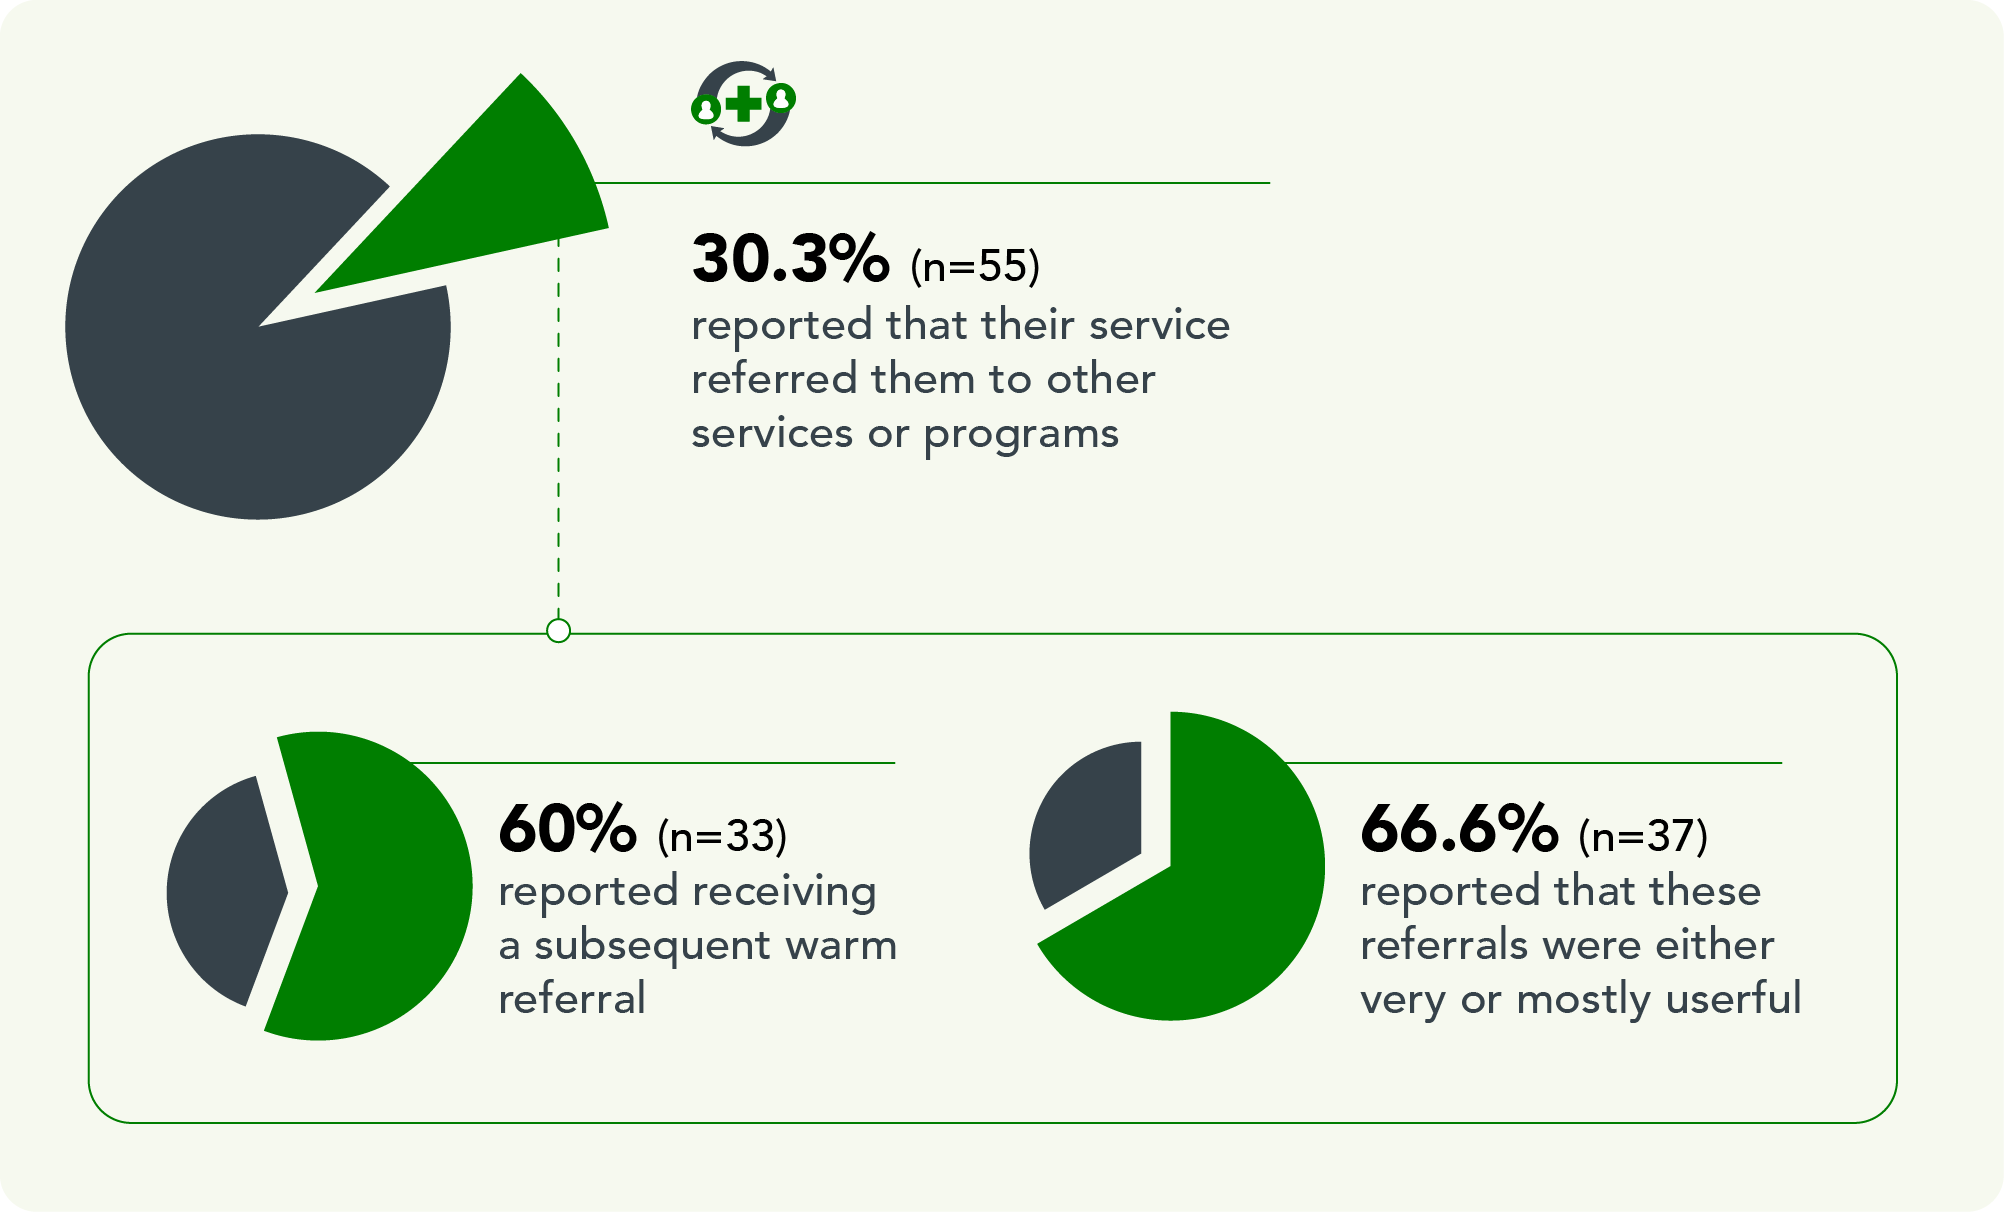 30.3% (n=55)
reported that their service
referred them to other
services or programs
60% (n=33)
reported receiving
a subsequent warm
referral
66.6% (n=37)
reported that these
referrals were either
very or mostly userful